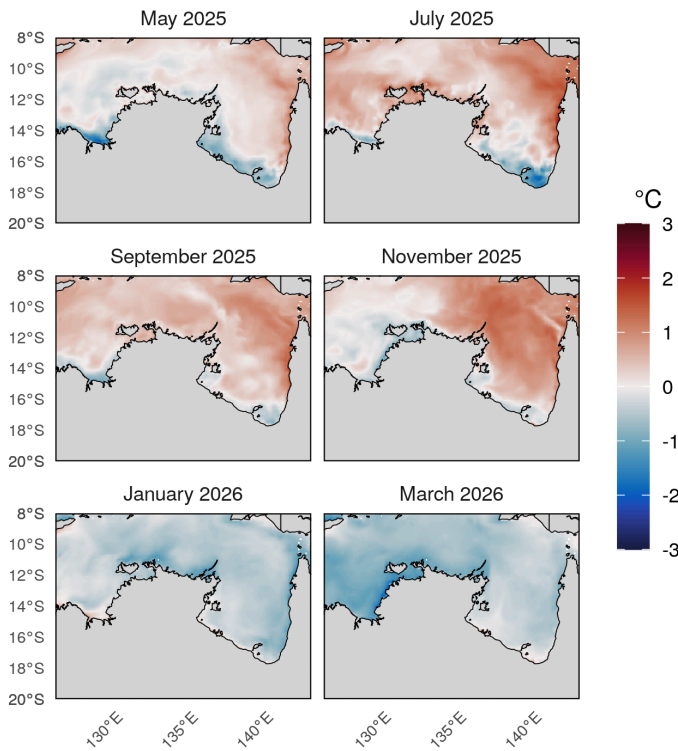 May 2025
July 2025
8°S
10°S
12°S
14°S
16°S
18°S
20°S
September 2025
November 2025
8°S
10°S
12°S
14°S
16°S
18°S
20°S
January 2026
March 2026
8°S
10°S
12°S
14°S
16°S
18°S
20°S
130°E
135°E
140°E
130°E
135°E
140°E
°C
3
2
1
0
-1
-2
-3